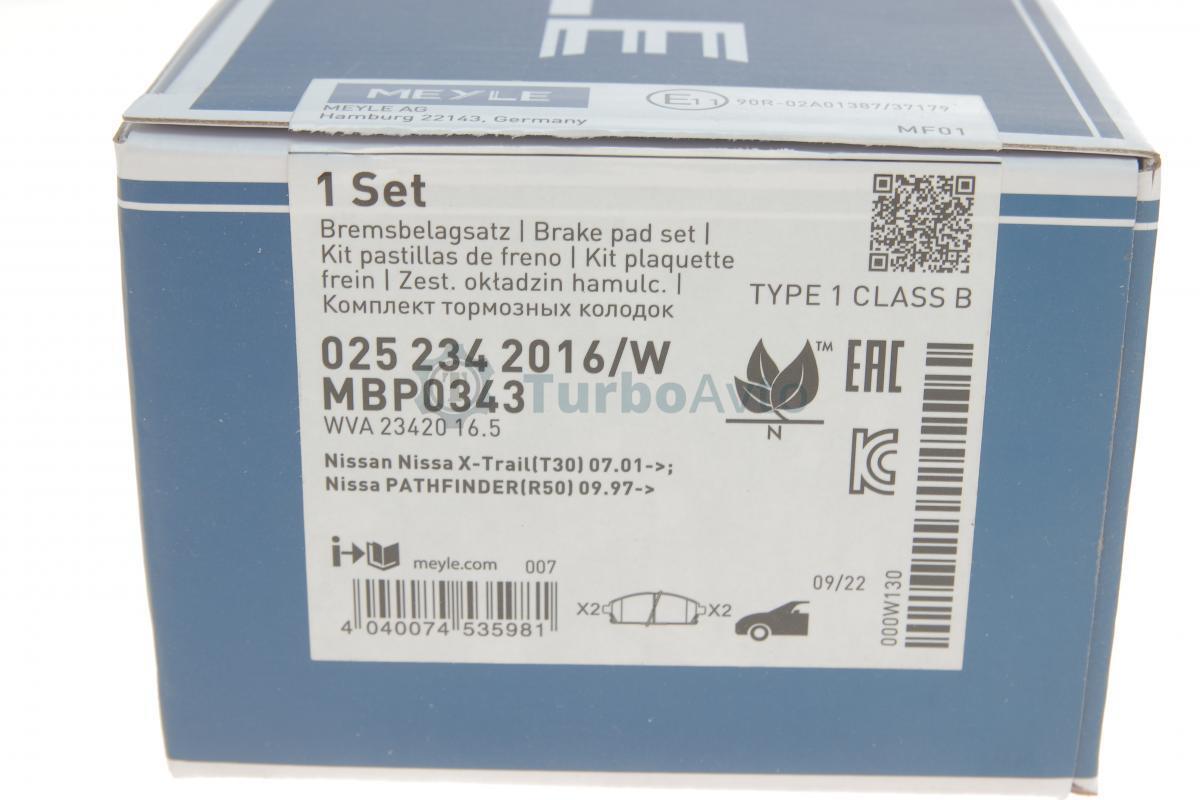 MEYLE
MEYLE AG
Hamburg 22143, Germany
E11 90R-02A01387/37179
MF01
1 Set
Bremsbelagsatz | Brake pad set |
Kit pastillas de freno | Kit plaquette
frein | Zest. okładzin hamulc. |
Комплект тормозных колодок
TYPE 1 CLASS B
025 234 2016/W
MBP0343
WVA 23420 16.5
TurboAvto
TM
N
EAC
KC
Nissan Nissa X-Trail(T30) 07.01->;
Nissa PATHFINDER(R50) 09.97->
i
meyle.com 007
4 040074 535981
X2 X2
09/22
000W130